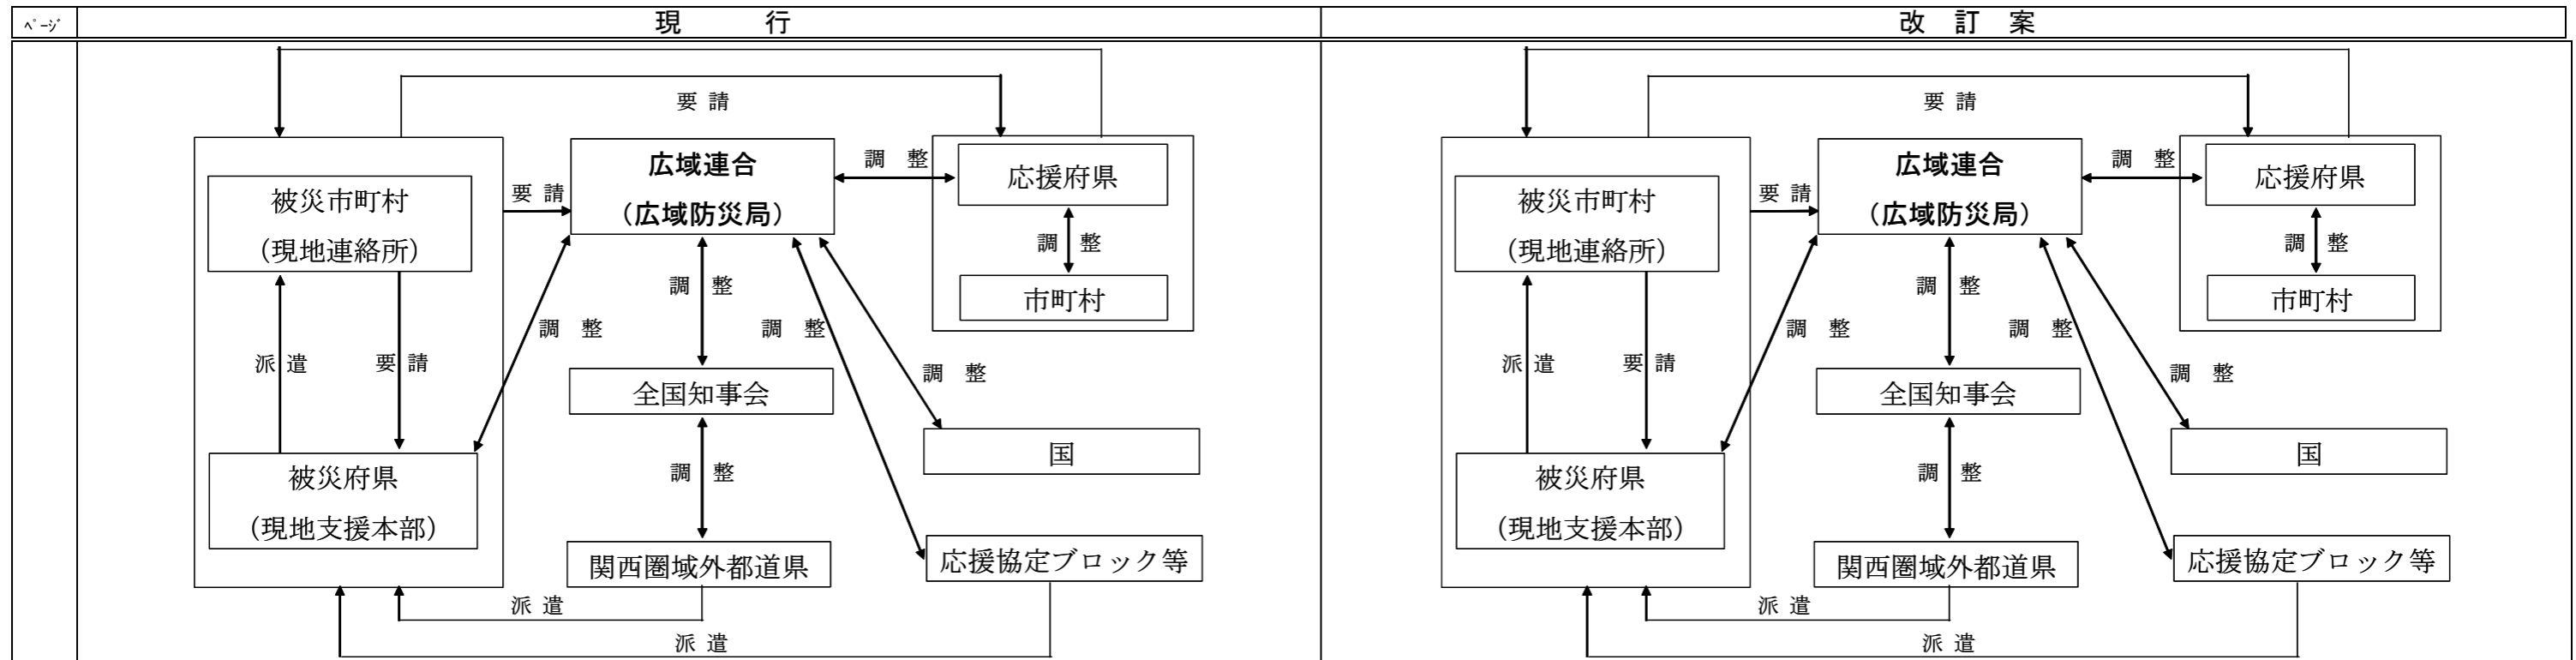 ﾍﾟｰｼﾞ
現　行
改　訂　案
要 請
広域連合
（広域防災局）
調 整
応援府県
調 整
市町村
被災市町村
（現地連絡所）
要 請
派 遣
要 請
調 整
調 整
調 整
調 整
全国知事会
国
被災府県
（現地支援本部）
調 整
関西圏域外都道県
応援協定ブロック等
派 遣
派 遣
要 請
広域連合
（広域防災局）
調 整
応援府県
調 整
市町村
被災市町村
（現地連絡所）
要 請
派 遣
要 請
調 整
調 整
調 整
調 整
全国知事会
国
被災府県
（現地支援本部）
調 整
関西圏域外都道県
応援協定ブロック等
派 遣
派 遣